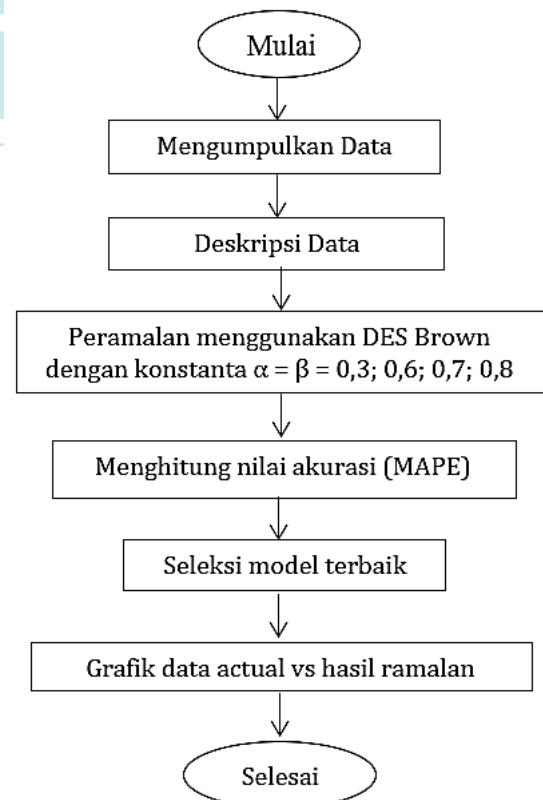 Mulai
Mengumpulkan Data
Deskripsi Data
Peramalan menggunakan DES Brown
dengan konstanta α = β = 0,3; 0,6; 0,7; 0,8
Menghitung nilai akurasi (MAPE)
Seleksi model terbaik
Grafik data actual vs hasil ramalan
Selesai